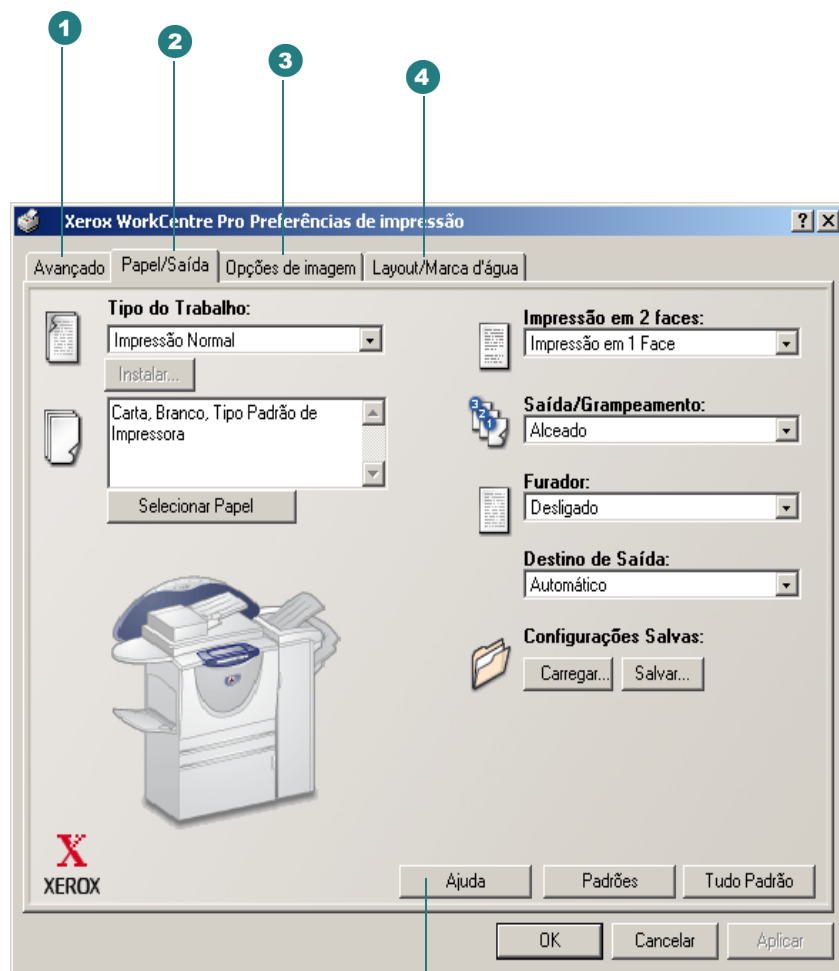 1
2
3
4
Xerox WorkCentre Pro Preferências de impressão
Avançado
Papel/Saída
Opções de imagem
Layout/Marca d'água
Tipo do Trabalho:
Impressão Normal
Instalar...
Carta, Branco, Tipo Padrão de
Impressora
Selecionar Papel
Impressão em 2 faces:
Impressão em 1 Face
3
2
1
Saída/Grampeamento:
Alceado
Furador:
Desligado
Destino de Saída:
Automático
Configurações Salvas:
Carregar...
Salvar...
X
XEROX
Ajuda
Padrões
Tudo Padrão
OK
Cancelar
Aplicar